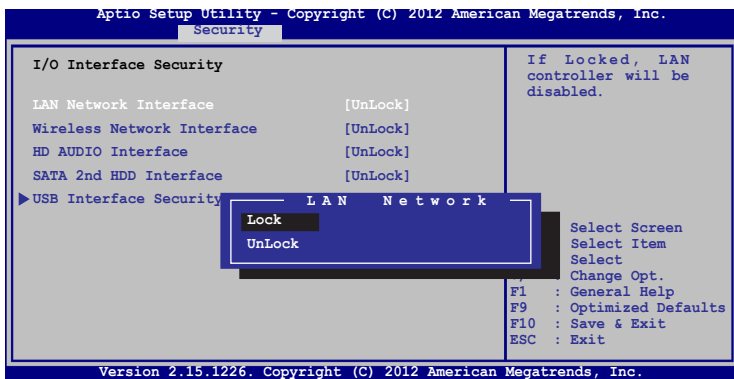 Aptio Setup Utility - Copyright (C) 2012 American Megatrends, Inc.
Security
I/O Interface Security
LAN Network Interface [UnLock]
Wireless Network Interface [UnLock]
HD AUDIO Interface [UnLock]
SATA 2nd HDD Interface [UnLock]
USB Interface Security
LAN Network
Lock
UnLock
If Locked, LAN
controller will be
disabled.
Select Screen
Select Item
Select
: Change Opt.
F1 : General Help
F9 : Optimized Defaults
F10 : Save & Exit
ESC : Exit
Version 2.15.1226. Copyright (C) 2012 American Megatrends, Inc.